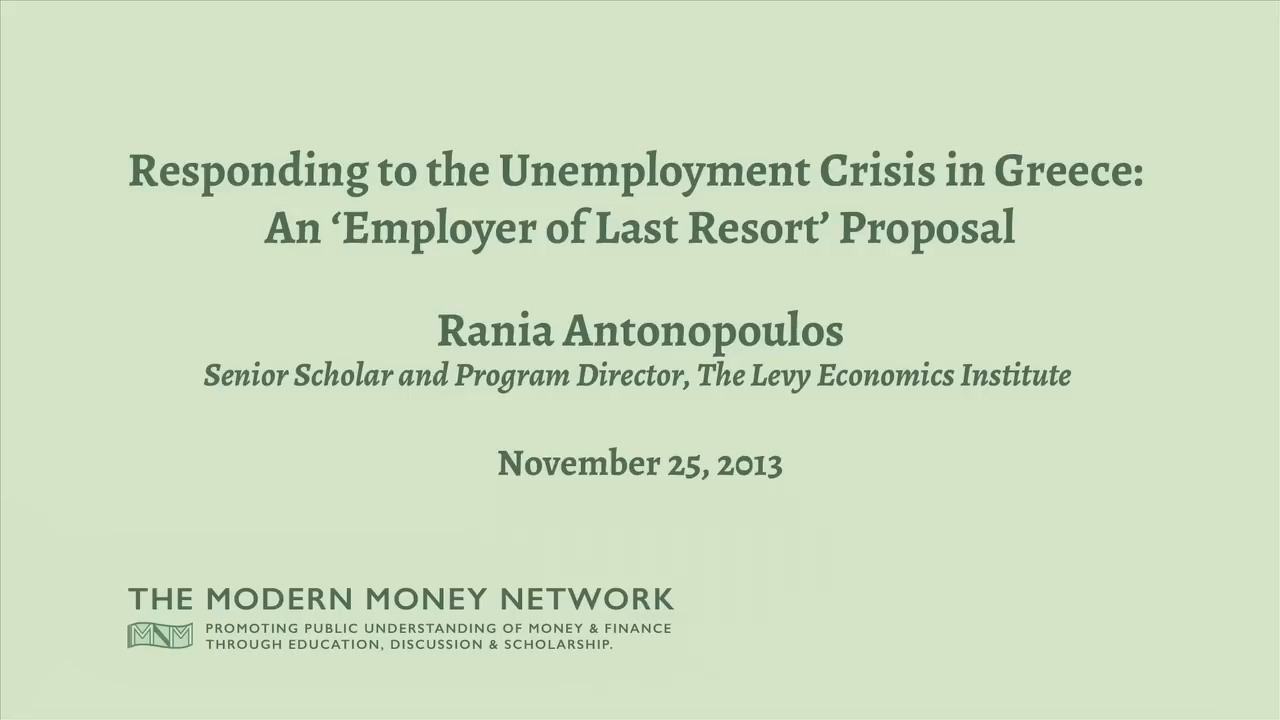 Responding to the Unemployment Crisis in Greece:
An ‘Employer of Last Resort’ Proposal
Rania Antonopoulos
Senior Scholar and Program Director, The Levy Economics Institute
November 25, 2013
THE MODERN MONEY NETWORK
MNM PROMOTING PUBLIC UNDERSTANDING OF MONEY & FINANCE
THROUGH EDUCATION, DISCUSSION & SCHOLARSHIP.